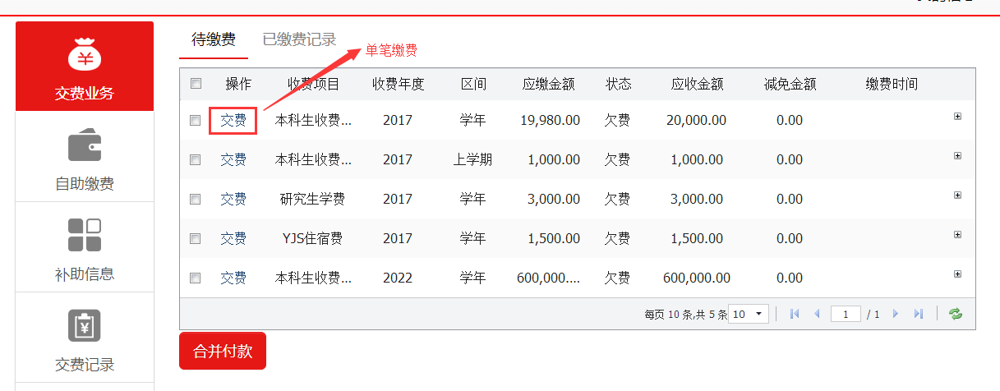 交费业务
自助缴费
补助信息
交费记录
待缴费 已缴费记录
单笔缴费
操作 收费项目 收费年度 区间 应缴金额 状态 应收金额 减免金额 缴费时间
交费 本科生收费... 2017 学年 19,980.00 欠费 20,000.00 0.00
交费 本科生收费... 2017 上学期 1,000.00 欠费 1,000.00 0.00
交费 研究生学费 2017 学年 3,000.00 欠费 3,000.00 0.00
交费 YJS住宿费 2017 学年 1,500.00 欠费 1,500.00 0.00
交费 本科生收费... 2022 学年 600,000.... 欠费 600,000.00 0.00
每页 10 条,共 5 条 10 1 / 1
合并付款